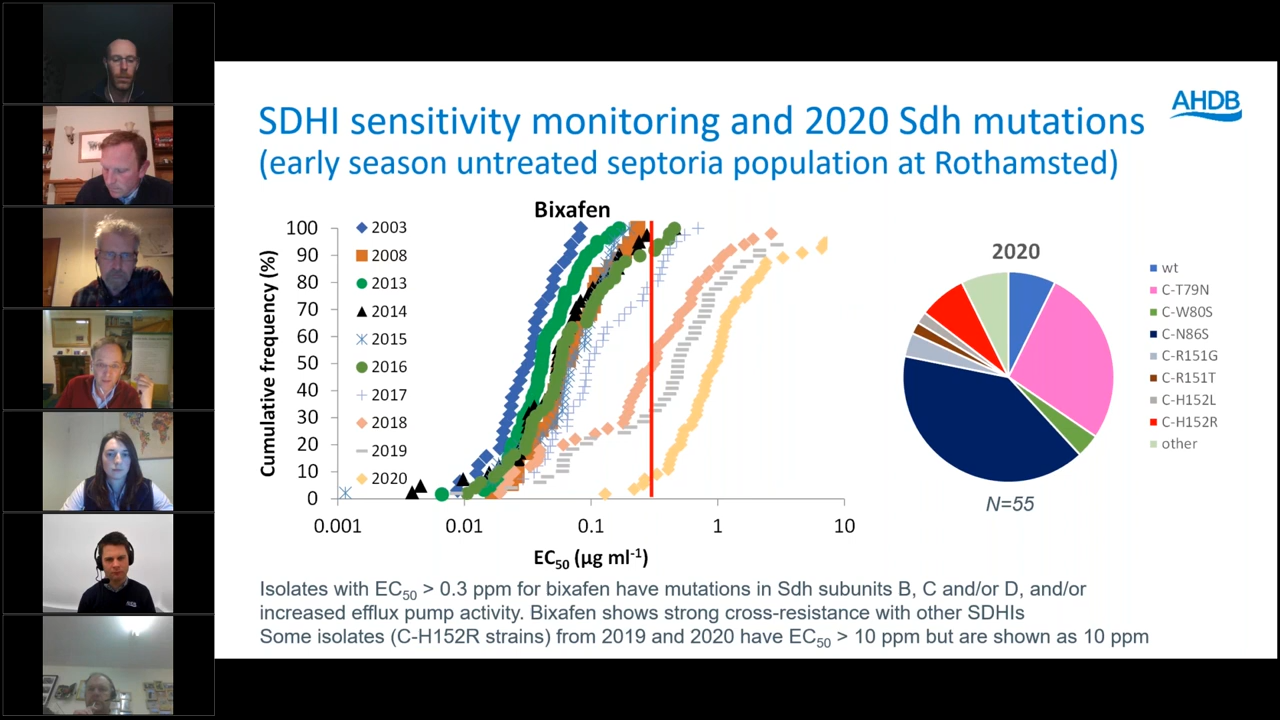 SDHI sensitivity monitoring and 2020 Sdh mutations
(early season untreated septoria population at Rothamsted)
AHDB
Bixafen
Cumulative frequency (%)
100
90
80
70
60
50
40
30
20
10
0
2003
2008
2013
2014
2015
2016
2017
2018
2019
2020
0.001
0.01
0.1
1
10
EC50 (µg ml-1)
2020
wt
C-T79N
C-W80S
C-N86S
C-R151G
C-R151T
C-H152L
C-H152R
other
N=55
Isolates with EC50 > 0.3 ppm for bixafen have mutations in Sdh subunits B, C and/or D, and/or
increased efflux pump activity. Bixafen shows strong cross-resistance with other SDHIs
Some isolates (C-H152R strains) from 2019 and 2020 have EC50 > 10 ppm but are shown as 10 ppm